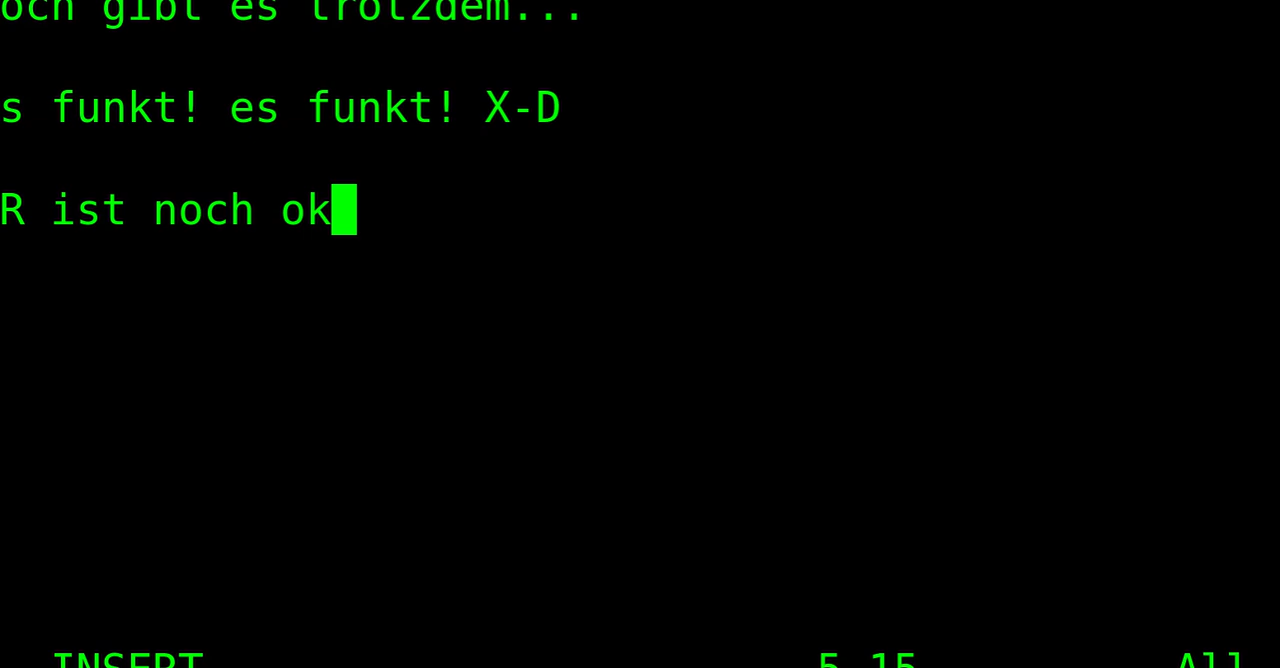 och gibt es trotzdem...
s funkt! es funkt! X-D
R ist noch ok
INSERT 5,15 All